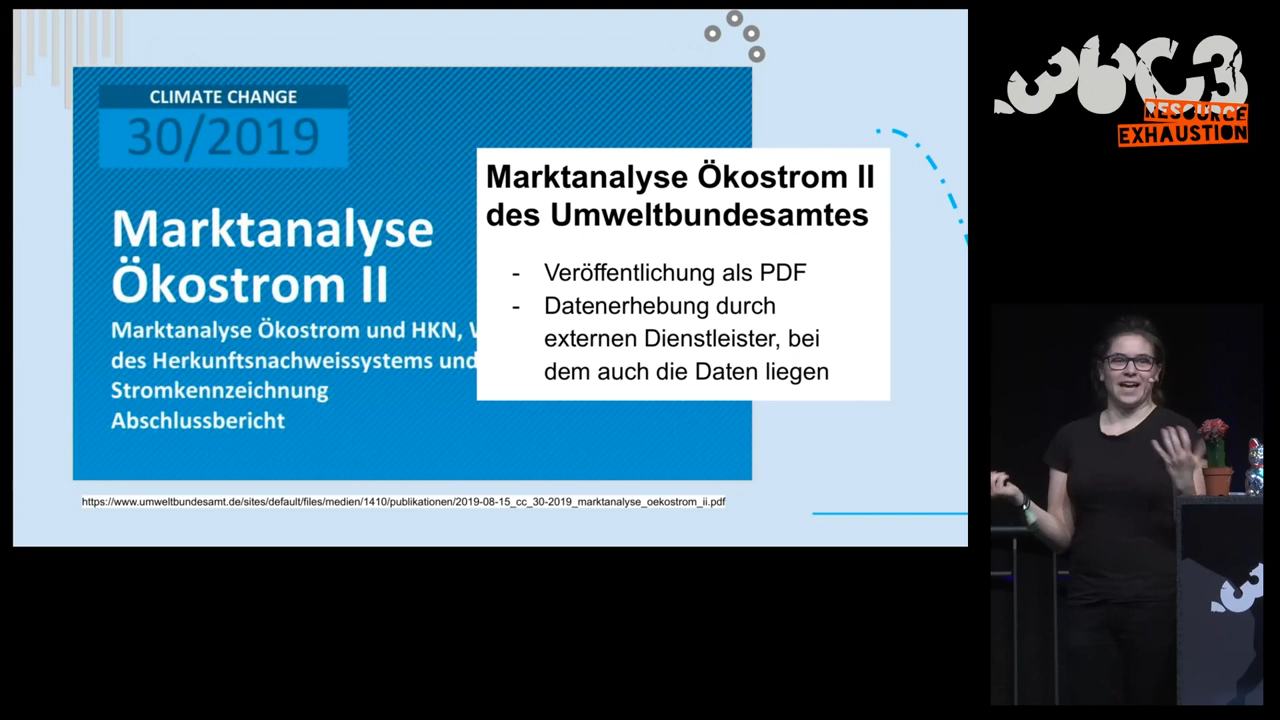 CLIMATE CHANGE
30/2019
Marktanalyse
Ökostrom II
Marktanalyse Ökostrom und HKN,
des Herkunftsnachweissystems und
Stromkennzeichnung
Abschlussbericht
Marktanalyse Ökostrom II
des Umweltbundesamtes
- Veröffentlichung als PDF
- Datenerhebung durch
externen Dienstleister, bei
dem auch die Daten liegen
https://www.umweltbundesamt.de/sites/default/files/medien/1410/publikationen/2019-08-15_cc_30-2019_marktanalyse_oekostrom_ii.pdf
36C3
RESOURCE
EXHAUSTION